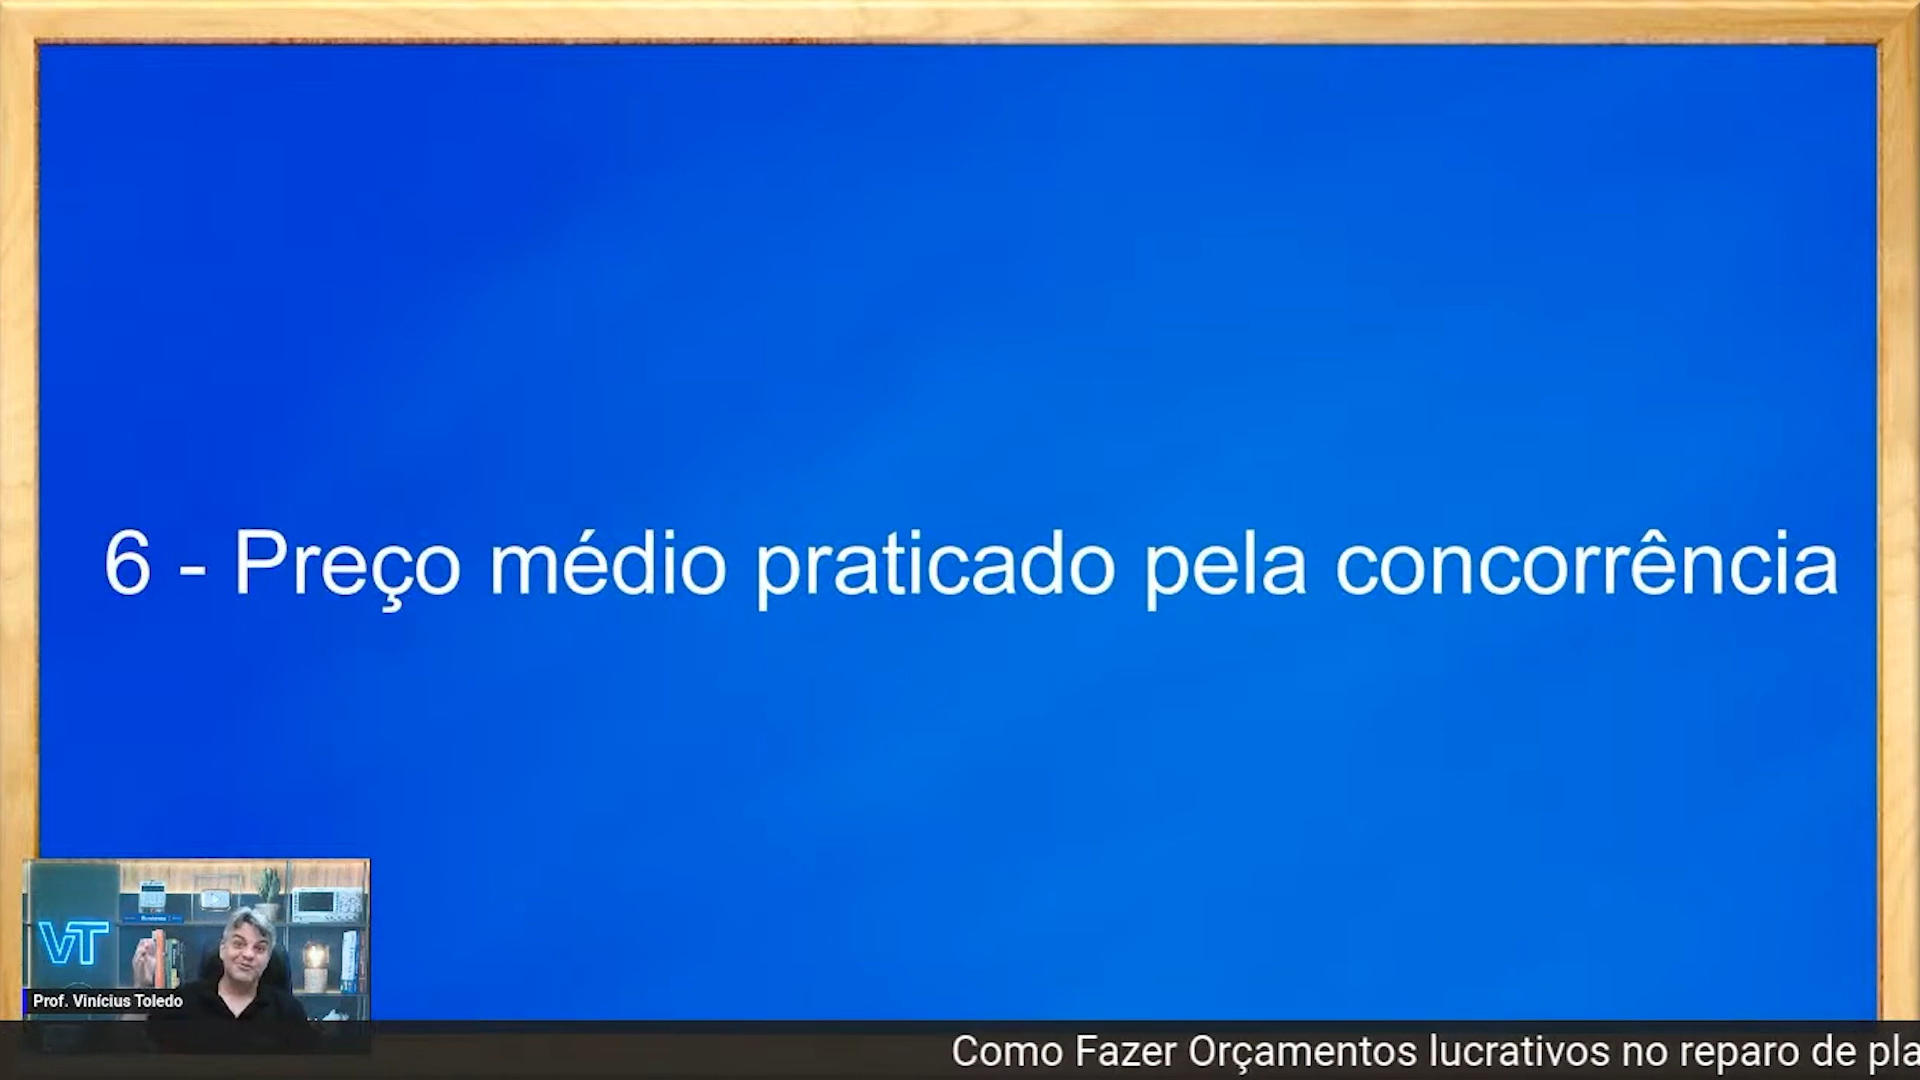 6 - Preço médio praticado pela concorrência
VT
Prof. Vinícius Toledo
Como Fazer Orçamentos lucrativos no reparo de pla